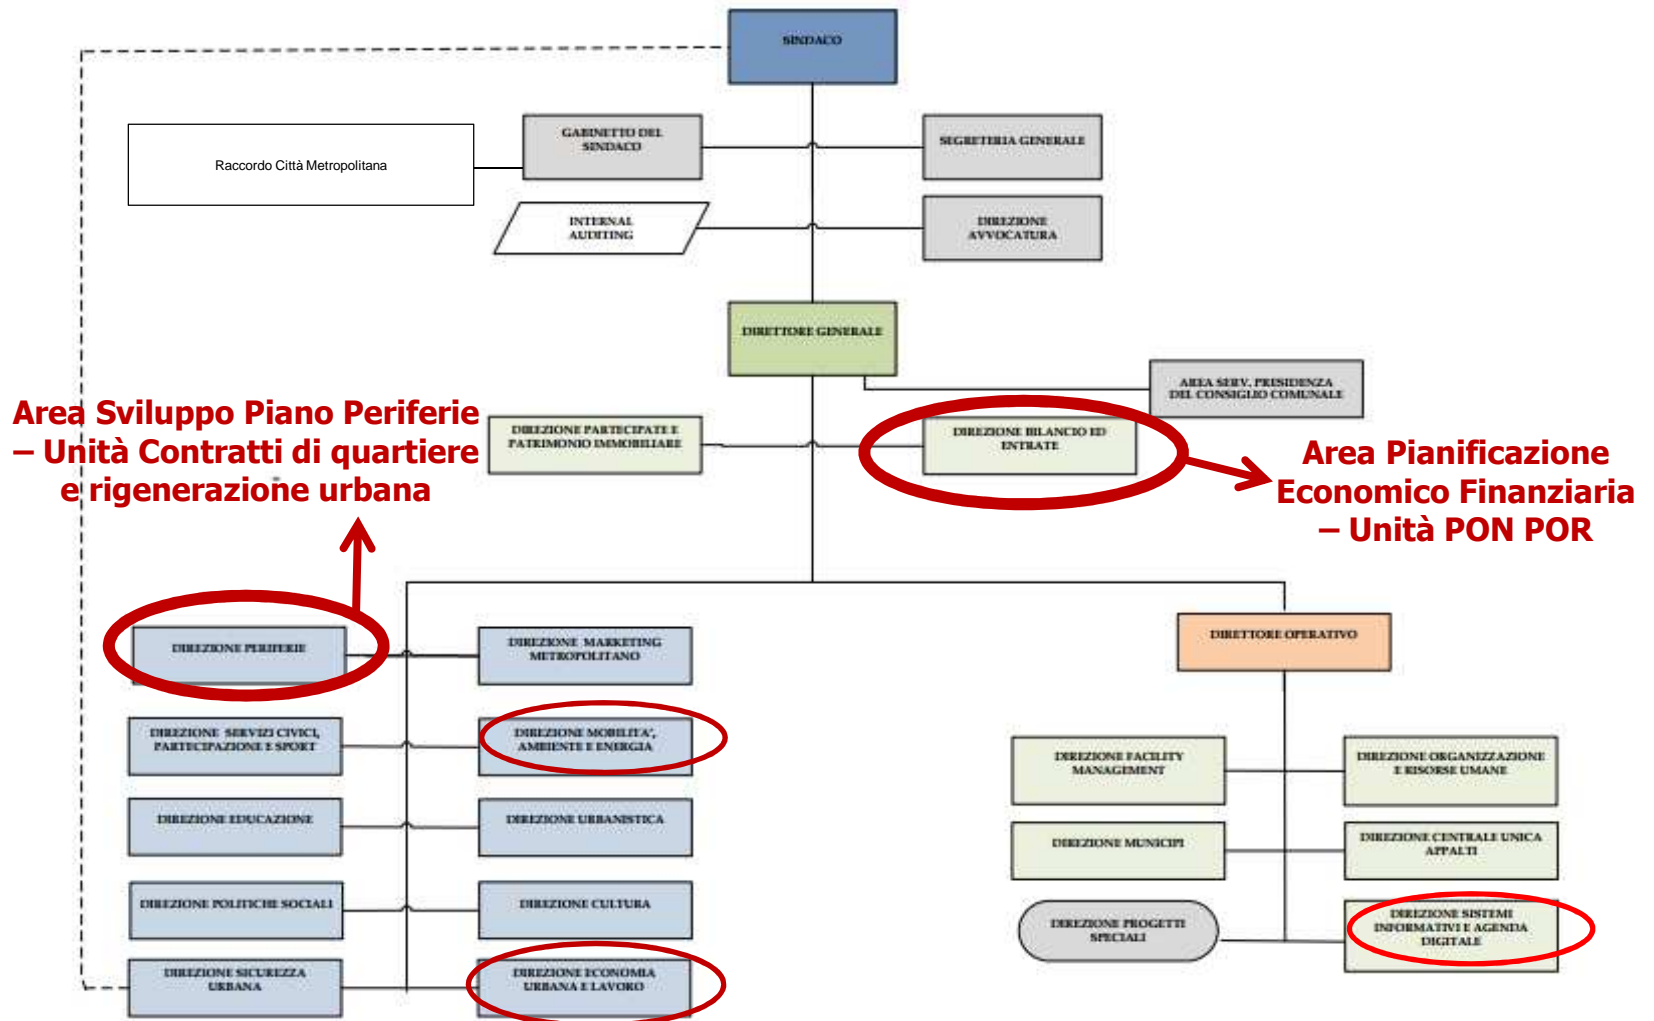 SINDACO
GABINETTO DEL
SINDACO
SEGRETERIA GENERALE
Raccordo Città Metropolitana
INTERNAL
AUDITING
DIREZIONE
AVVOCATURA
DIRETTORE GENERALE
AREA SERV. PRESIDENZA
DEL CONSIGLIO COMUNALE
Area Sviluppo Piano Periferie
– Unità Contratti di quartiere
e rigenerazione urbana
DIREZIONE PARTECIPATE E
PATRIMONIO IMMOBILIARE
DIREZIONE BILANCIO ED
ENTRATE
Area Pianificazione
Economico Finanziaria
– Unità PON POR
DIREZIONE PERIFERIE
DIREZIONE MARKETING
METROPOLITANO
DIRETTORE OPERATIVO
DIREZIONE SERVIZI CIVICI,
PARTECIPAZIONE E SPORT
DIREZIONE MOBILITA',
AMBIENTE E ENERGIA
DIREZIONE FACILITY
MANAGEMENT
DIREZIONE ORGANIZZAZIONE
E RISORSE UMANE
DIREZIONE EDUCAZIONE
DIREZIONE URBANISTICA
DIREZIONE MUNICIPI
DIREZIONE CENTRALE UNICA
APPALTI
DIREZIONE POLITICHE SOCIALI
DIREZIONE CULTURA
DIREZIONE PROGETTI
SPECIALI
DIREZIONE SISTEMI
INFORMATIVI E AGENDA
DIGITALE
DIREZIONE SICUREZZA
URBANA
DIREZIONE ECONOMIA
URBANA E LAVORO